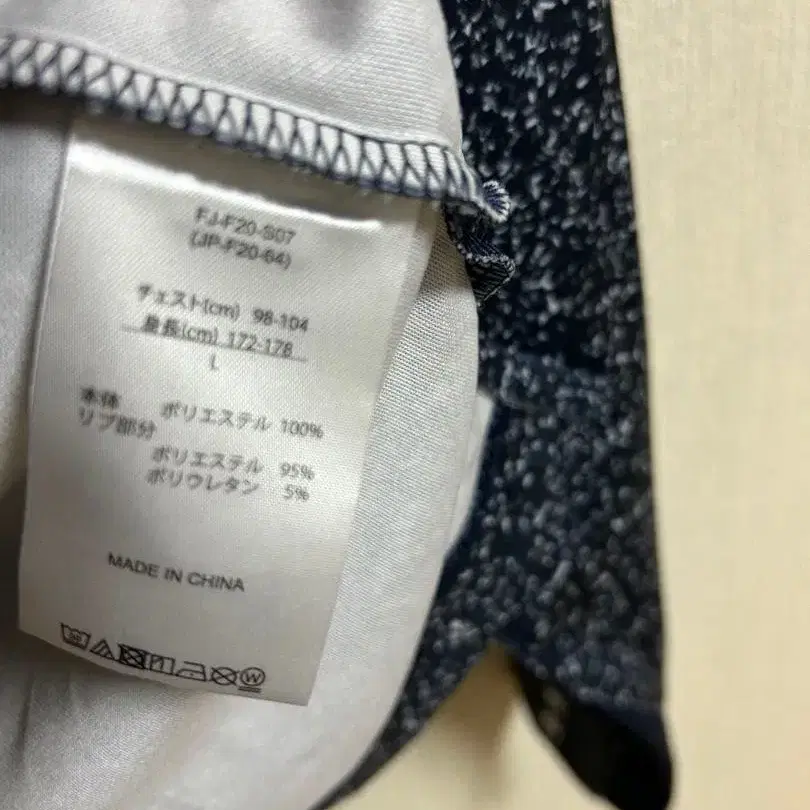 FJ-F20-S07
(JP-F20-64)
チェスト(cm) 98-104
身長(cm) 172-178
L
本体 ポリエステル 100%
リブ部分
ポリエステル 95%
ポリウレタン 5%
MADE IN CHINA
W